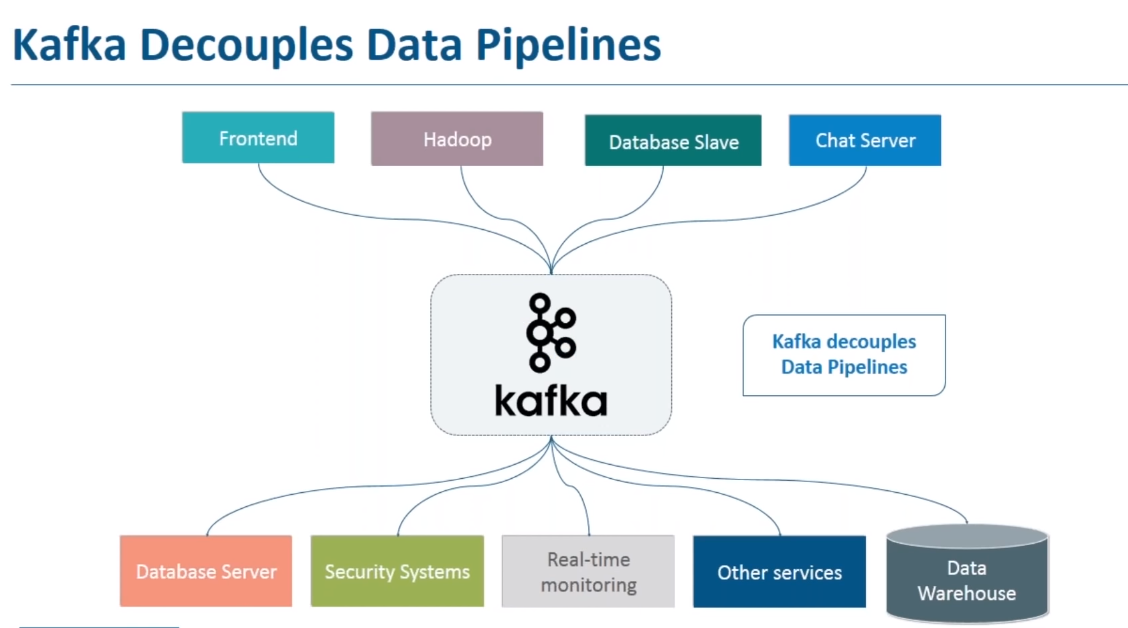 Kafka Decouples Data Pipelines
Frontend
Hadoop
Database Slave
Chat Server
kafka
Kafka decouples
Data Pipelines
Database Server
Security Systems
Real-time
monitoring
Other services
Data
Warehouse